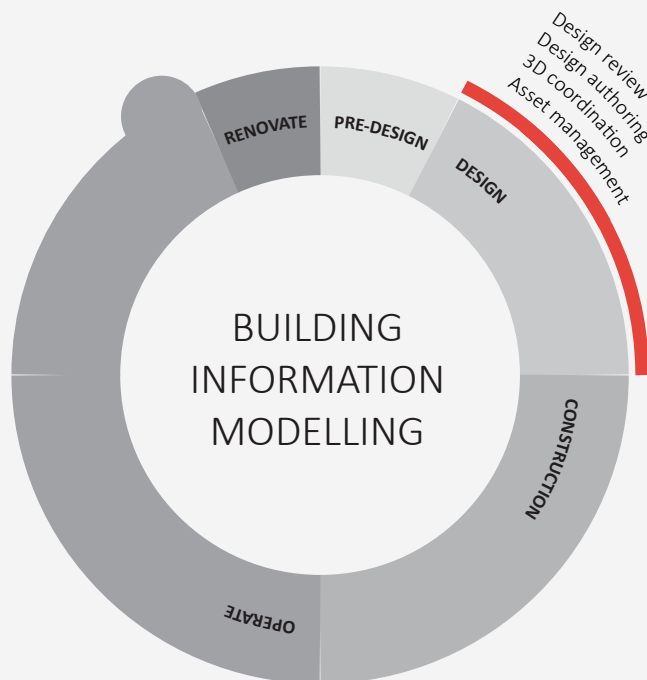 Design review
Design authoring
3D coordination
Asset management
RENOVATE
PRE-DESIGN
DESIGN
BUILDING
INFORMATION
MODELLING
CONSTRUCTION
OPERATE